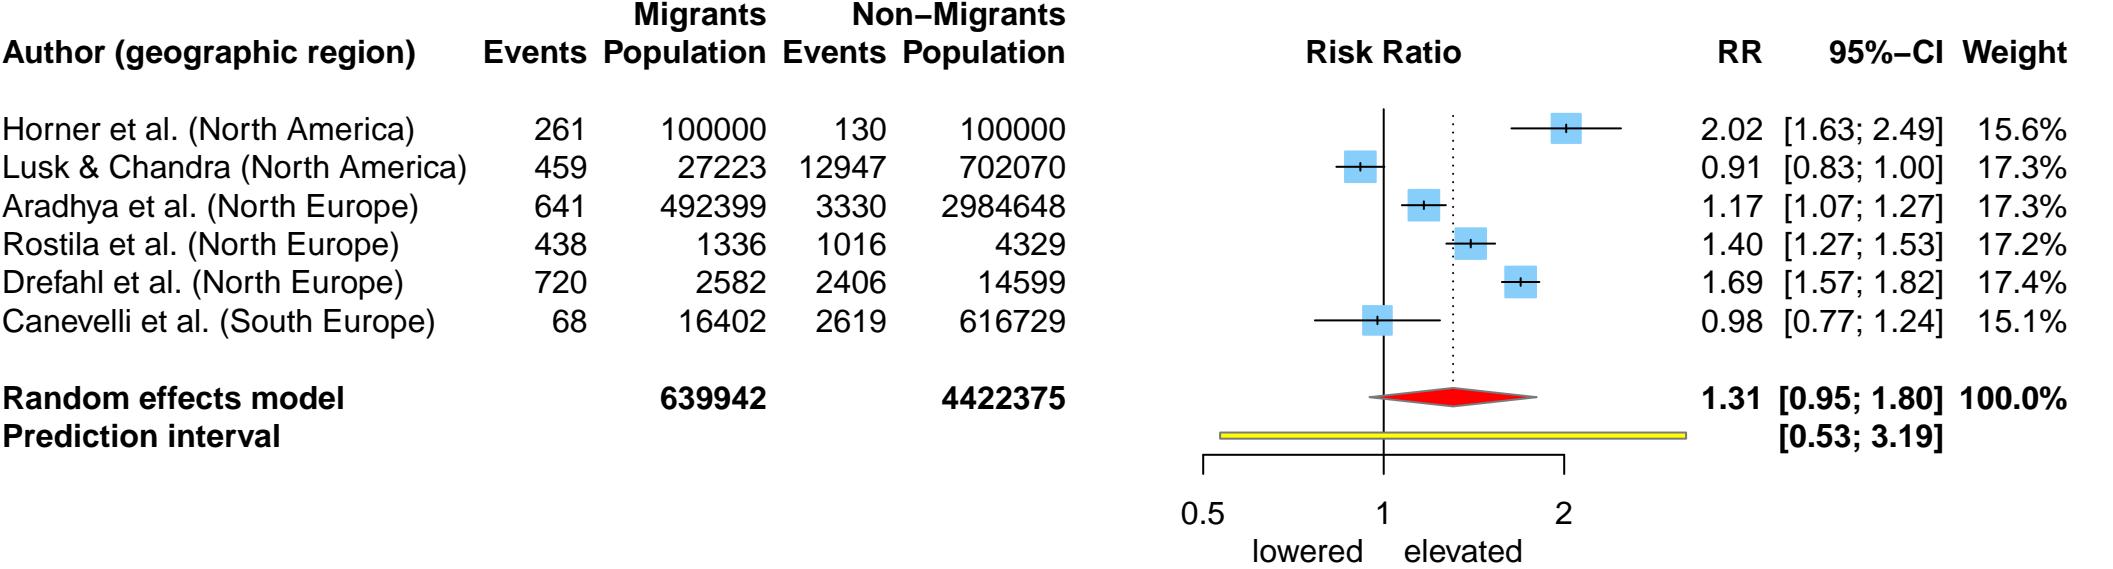 Migrants Non−Migrants
Author (geographic region) Events Population Events Population Risk Ratio RR 95%−CI Weight
Horner et al. (North America) 261 100000 130 100000 2.02 [1.63; 2.49] 15.6%
Lusk & Chandra (North America) 459 27223 12947 702070 0.91 [0.83; 1.00] 17.3%
Aradhya et al. (North Europe) 641 492399 3330 2984648 1.17 [1.07; 1.27] 17.3%
Rostila et al. (North Europe) 438 1336 1016 4329 1.40 [1.27; 1.53] 17.2%
Drefahl et al. (North Europe) 720 2582 2406 14599 1.69 [1.57; 1.82] 17.4%
Canevelli et al. (South Europe) 68 16402 2619 616729 0.98 [0.77; 1.24] 15.1%
Random effects model 639942 4422375 1.31 [0.95; 1.80] 100.0%
Prediction interval [0.53; 3.19]
0.5 1 2
lowered elevated